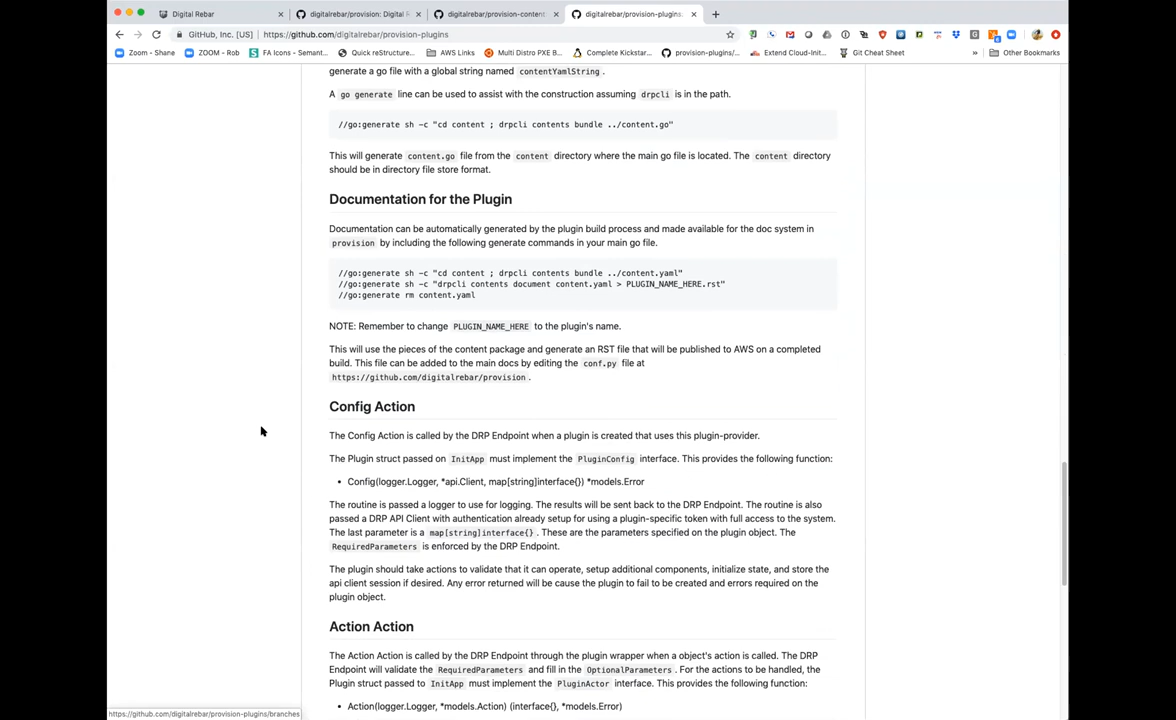 Digital Rebar
digitalrebar/provision: Digital R
digitalrebar/provision-content
digitalrebar/provision-plugins:
GitHub, Inc. [US] | https://github.com/digitalrebar/provision-plugins
Zoom - Shane
ZOOM - Rob
FA Icons — Semant...
Quick reStructure...
AWS Links
Multi Distro PXE B...
Complete Kickstar...
provision-plugins/...
Extend Cloud-Init...
Git Cheat Sheet
»
Other Bookmarks
generate a go file with a global string named contentYamlString .
A go generate line can be used to assist with the construction assuming drpcli is in the path.
//go:generate sh -c "cd content ; drpcli contents bundle ../content.go"
This will generate content.go file from the content directory where the main go file is located. The content directory
should be in directory file store format.
Documentation for the Plugin
Documentation can be automatically generated by the plugin build process and made available for the doc system in
provision by including the following generate commands in your main go file.
//go:generate sh -c "cd content ; drpcli contents bundle ../content.yaml"
//go:generate sh -c "drpcli contents document content.yaml > PLUGIN_NAME_HERE.rst"
//go:generate rm content.yaml
NOTE: Remember to change PLUGIN_NAME_HERE to the plugin's name.
This will use the pieces of the content package and generate an RST file that will be published to AWS on a completed
build. This file can be added to the main docs by editing the conf.py file at
https://github.com/digitalrebar/provision .
Config Action
The Config Action is called by the DRP Endpoint when a plugin is created that uses this plugin-provider.
The Plugin struct passed on InitApp must implement the PluginConfig interface. This provides the following function:
• Config(logger.Logger, *api.Client, map[string]interface{}) *models.Error
The routine is passed a logger to use for logging. The results will be sent back to the DRP Endpoint. The routine is also
passed a DRP API Client with authentication already setup for using a plugin-specific token with full access to the system.
The last parameter is a map[string]interface{} . These are the parameters specified on the plugin object. The
RequiredParameters is enforced by the DRP Endpoint.
The plugin should take actions to validate that it can operate, setup additional components, initialize state, and store the
api client session if desired. Any error returned will be cause the plugin to fail to be created and errors required on the
plugin object.
Action Action
The Action Action is called by the DRP Endpoint through the plugin wrapper when a object's action is called. The DRP
Endpoint will validate the RequiredParameters and fill in the OptionalParameters . For the actions to be handled, the
Plugin struct passed to InitApp must implement the PluginActor interface. This provides the following function:
• Action(logger.Logger, *models.Action) (interface{}, *models.Error)
https://github.com/digitalrebar/provision-plugins/branches